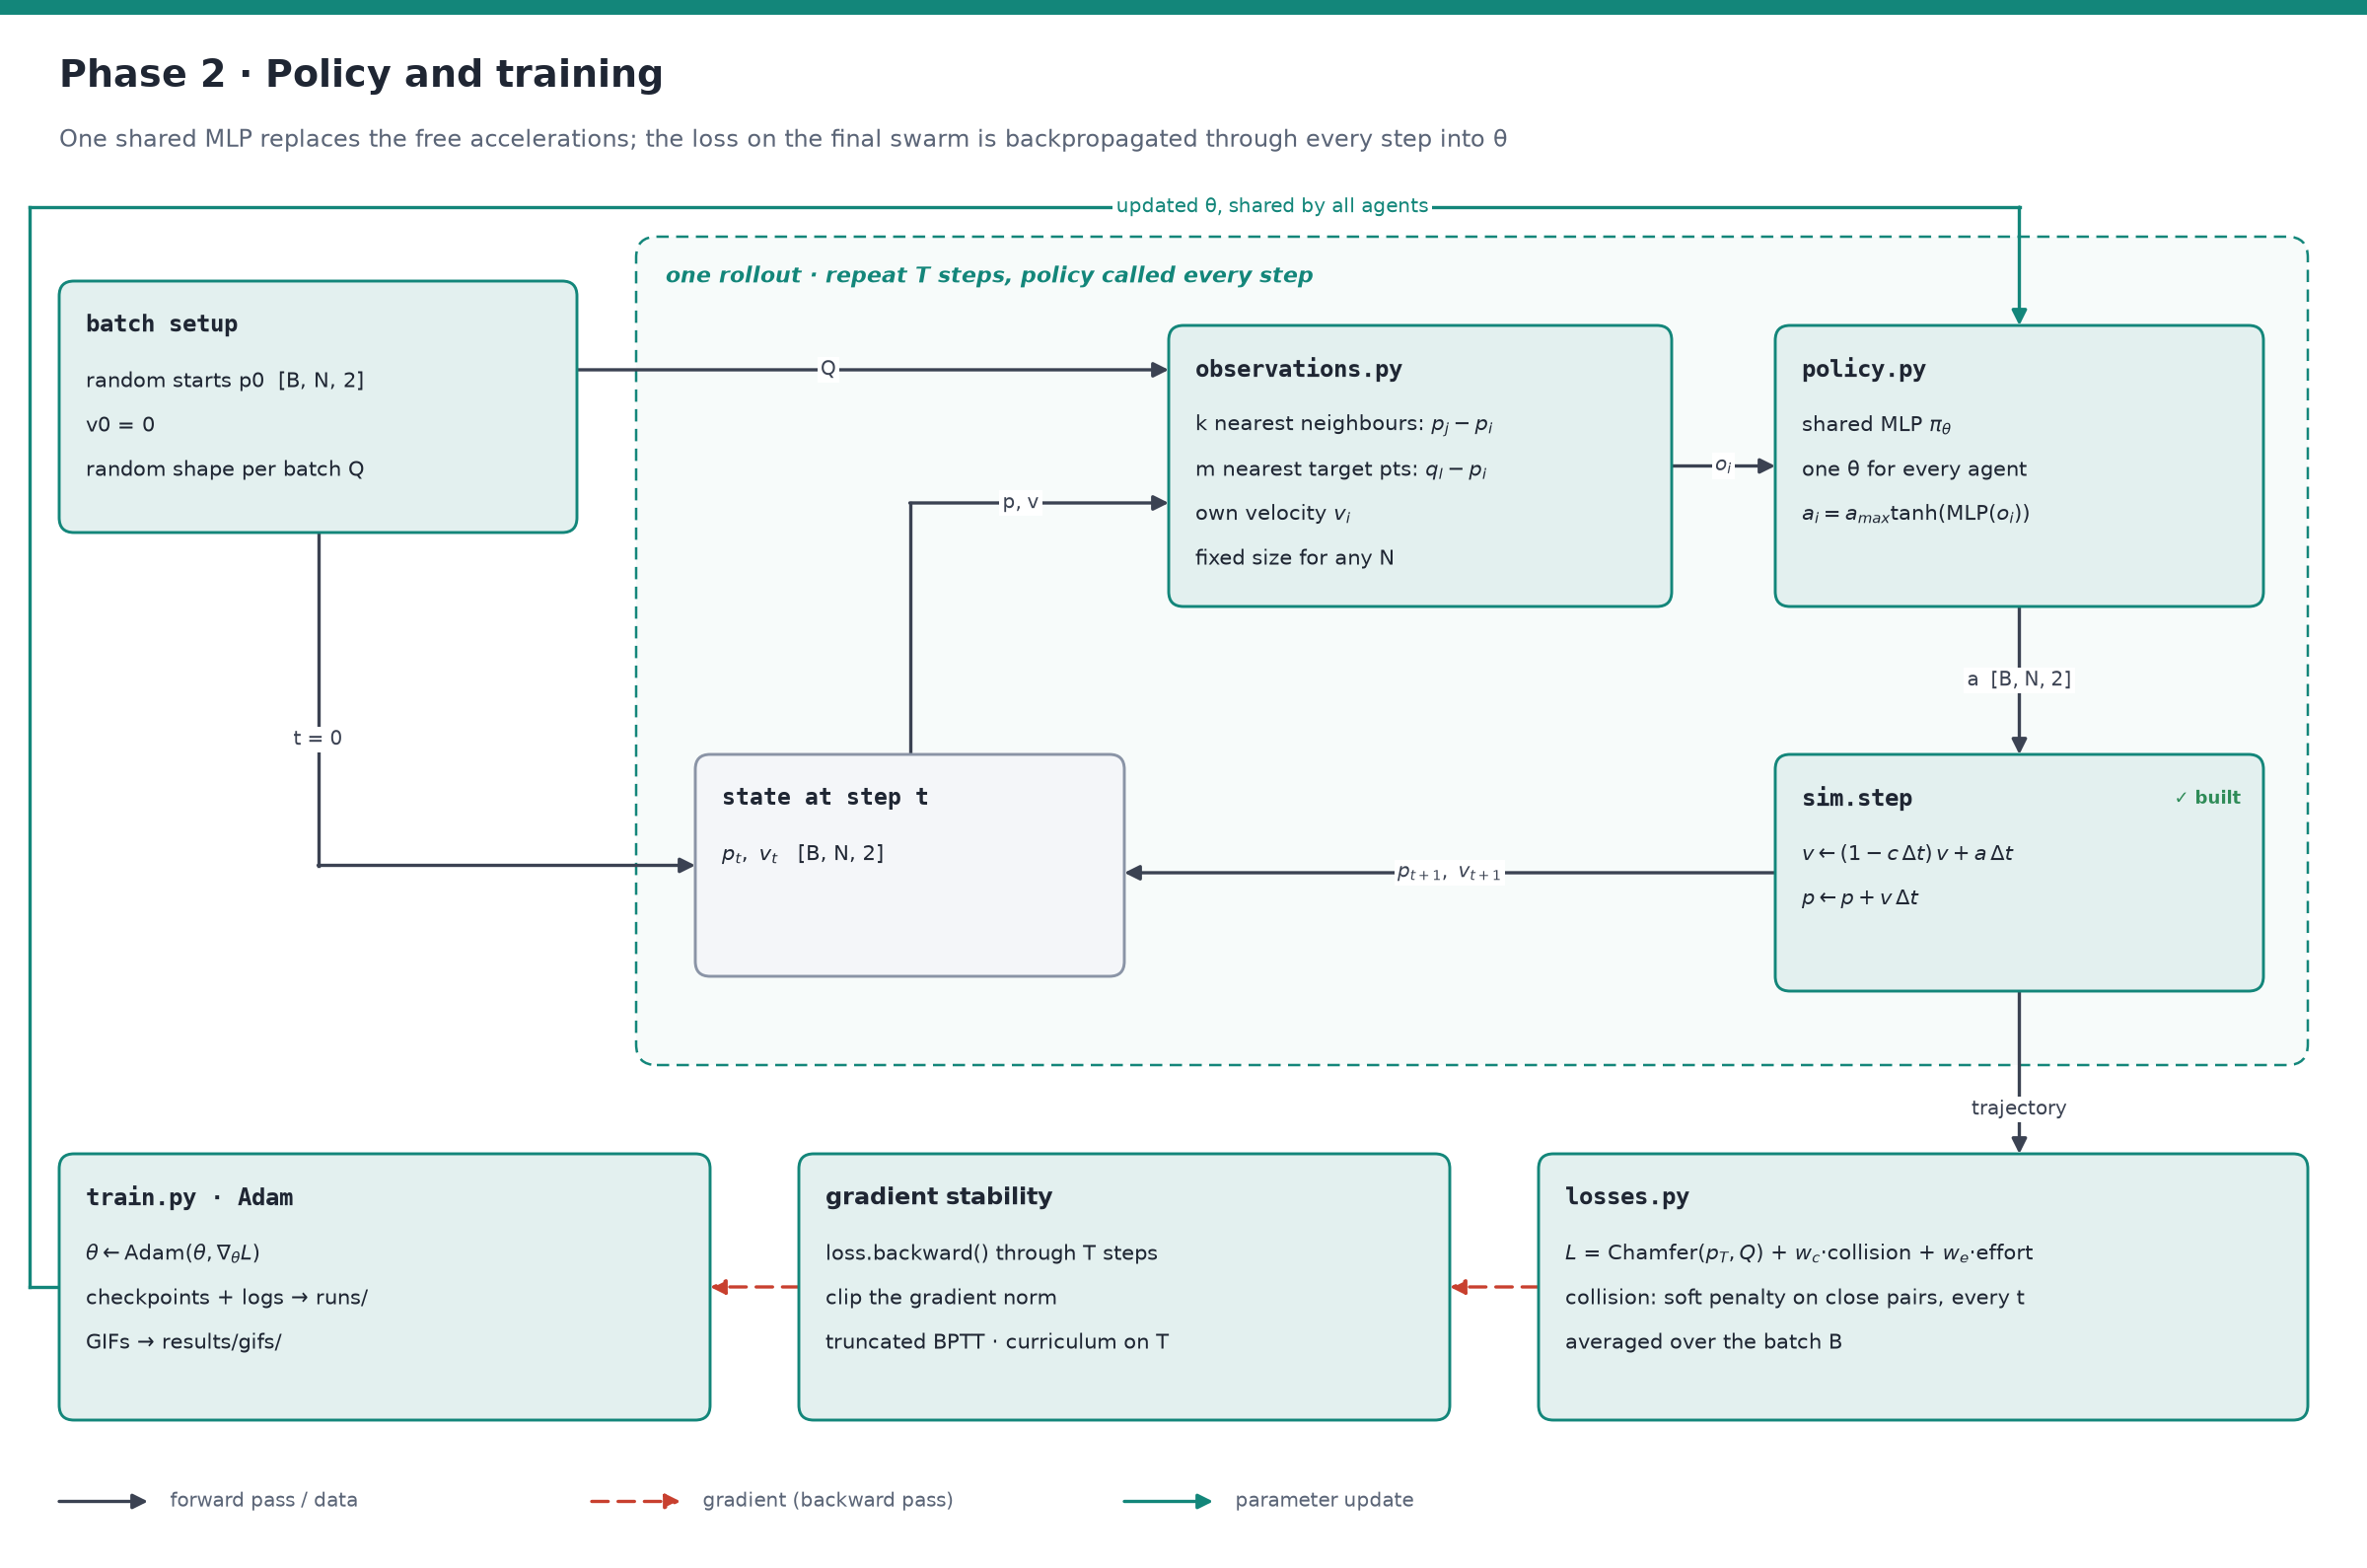 Phase 2 · Policy and training
One shared MLP replaces the free accelerations; the loss on the final swarm is backpropagated through every step into θ
updated θ, shared by all agents
one rollout · repeat T steps, policy called every step
batch setup
random starts p0  [B, N, 2]
v0 = 0
random shape per batch Q
Q
observations.py
k nearest neighbours: p_j − p_i
m nearest target pts: q_l − p_i
own velocity v_i
fixed size for any N
o_i
policy.py
shared MLP π_θ
one θ for every agent
a_i = a_max tanh(MLP(o_i))
p, v
a  [B, N, 2]
t = 0
state at step t
p_t, v_t  [B, N, 2]
p_{t+1}, v_{t+1}
sim.step
✓ built
v ← (1 − c Δt) v + a Δt
p ← p + v Δt
trajectory
train.py · Adam
θ ← Adam(θ, ∇_θ L)
checkpoints + logs → runs/
GIFs → results/gifs/
gradient stability
loss.backward() through T steps
clip the gradient norm
truncated BPTT · curriculum on T
losses.py
L = Chamfer(p_T, Q) + w_c·collision + w_e·effort
collision: soft penalty on close pairs, every t
averaged over the batch B
forward pass / data
gradient (backward pass)
parameter update